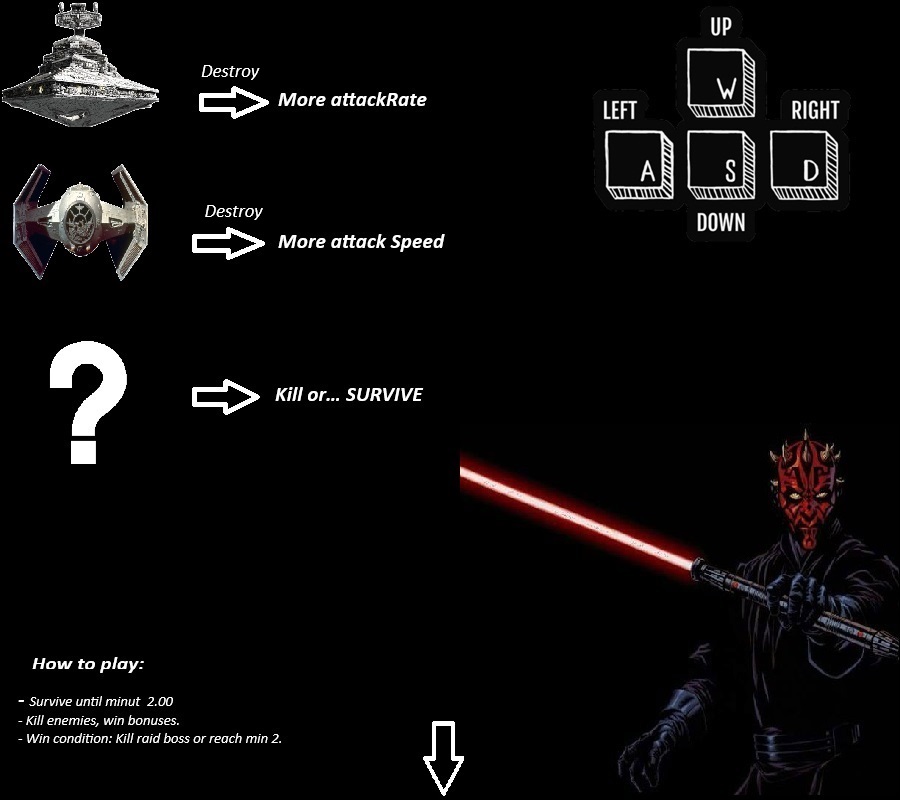 Destroy
More attackRate
Destroy
More attack Speed
Kill or... SURVIVE
UP
W
LEFT
RIGHT
A
S
D
DOWN
How to play:
- Survive until minut 2.00
- Kill enemies, win bonuses.
- Win condition: Kill raid boss or reach min 2.
?